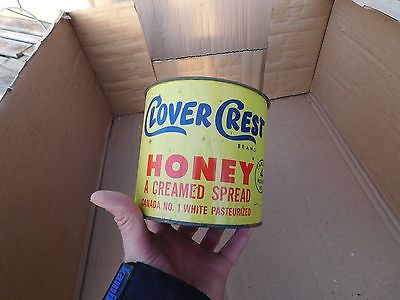 CLOVER CREST
BRAND
HONEY
A CREAMED SPREAD
CANADA NO. 1 WHITE PASTEURIZED